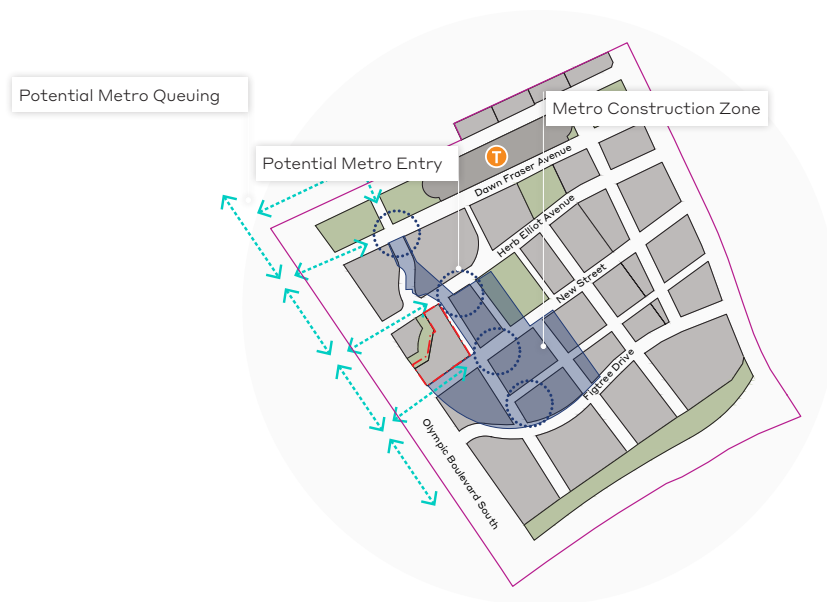 Potential Metro Queuing
Metro Construction Zone
Potential Metro Entry
T
Dawn Fraser Avenue
Herb Elliot Avenue
New Street
Figtree Drive
Olympic Boulevard South